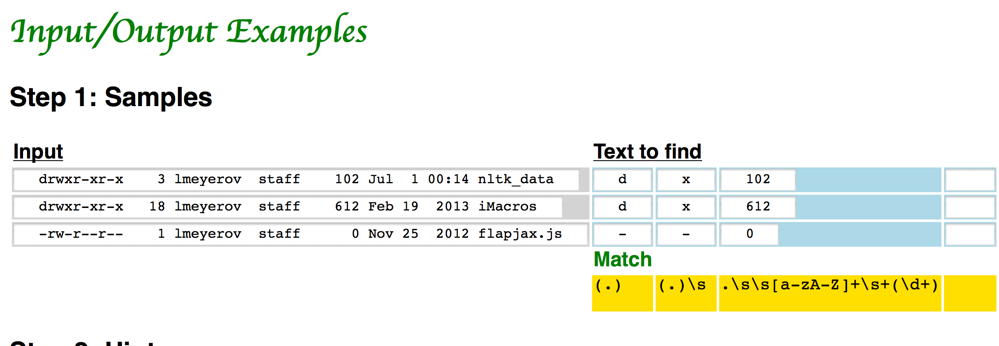 Input/Output Examples
Step 1: Samples
Input Text to find
drwxr-xr-x    3 lmeyerov  staff    102 Jul  1 00:14 nltk_data d x 102
drwxr-xr-x   18 lmeyerov  staff    612 Feb 19  2013 iMacros d x 612
-rw-r--r--    1 lmeyerov  staff      0 Nov 25  2012 flapjax.js - - 0
Match
(.) (.)\s .\s\s[a-zA-Z]+\s+(\d+)